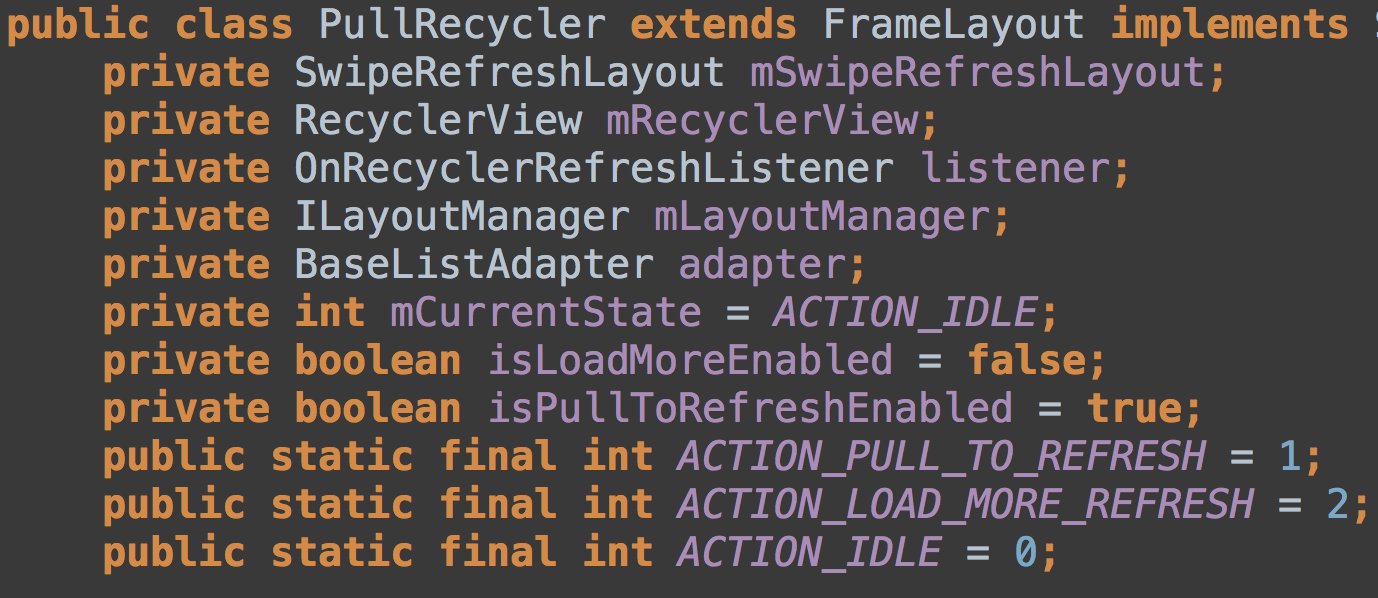 public class PullRecycler extends FrameLayout implements
    private SwipeRefreshLayout mSwipeRefreshLayout;
    private RecyclerView mRecyclerView;
    private OnRecyclerRefreshListener listener;
    private ILayoutManager mLayoutManager;
    private BaseListAdapter adapter;
    private int mCurrentState = ACTION_IDLE;
    private boolean isLoadMoreEnabled = false;
    private boolean isPullToRefreshEnabled = true;
    public static final int ACTION_PULL_TO_REFRESH = 1;
    public static final int ACTION_LOAD_MORE_REFRESH = 2;
    public static final int ACTION_IDLE = 0;